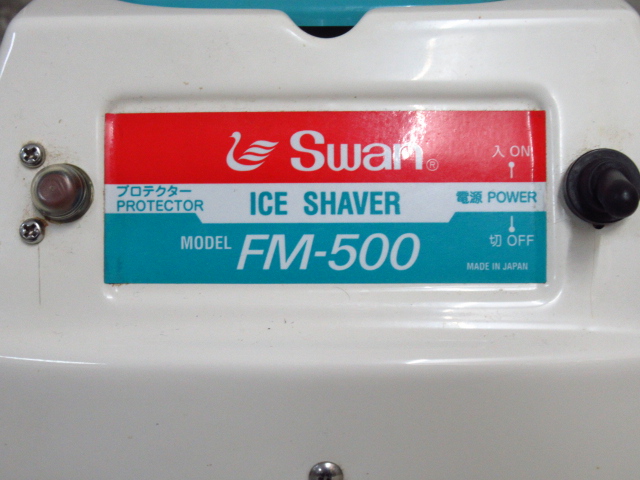 Swan®
入 ON
プロテクター
PROTECTOR
ICE SHAVER
電源 POWER
MODEL FM-500
切 OFF
MADE IN JAPAN